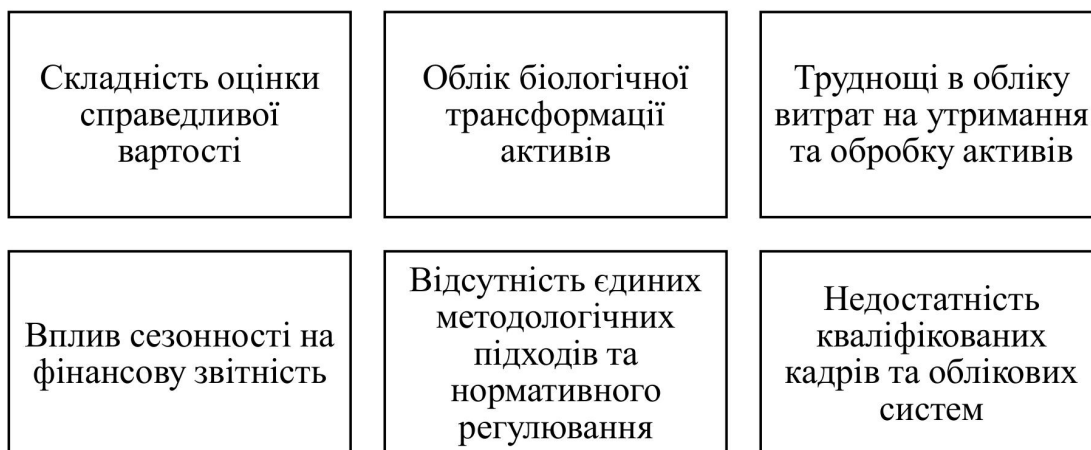 Складність оцінки
справедливої
вартості
Облік біологічної
трансформації
активів
Труднощі в обліку
витрат на утримання
та обробку активів
Вплив сезонності на
фінансову звітність
Відсутність єдиних
методологічних
підходів та
нормативного
регулювання
Недостатність
кваліфікованих
кадрів та облікових
систем